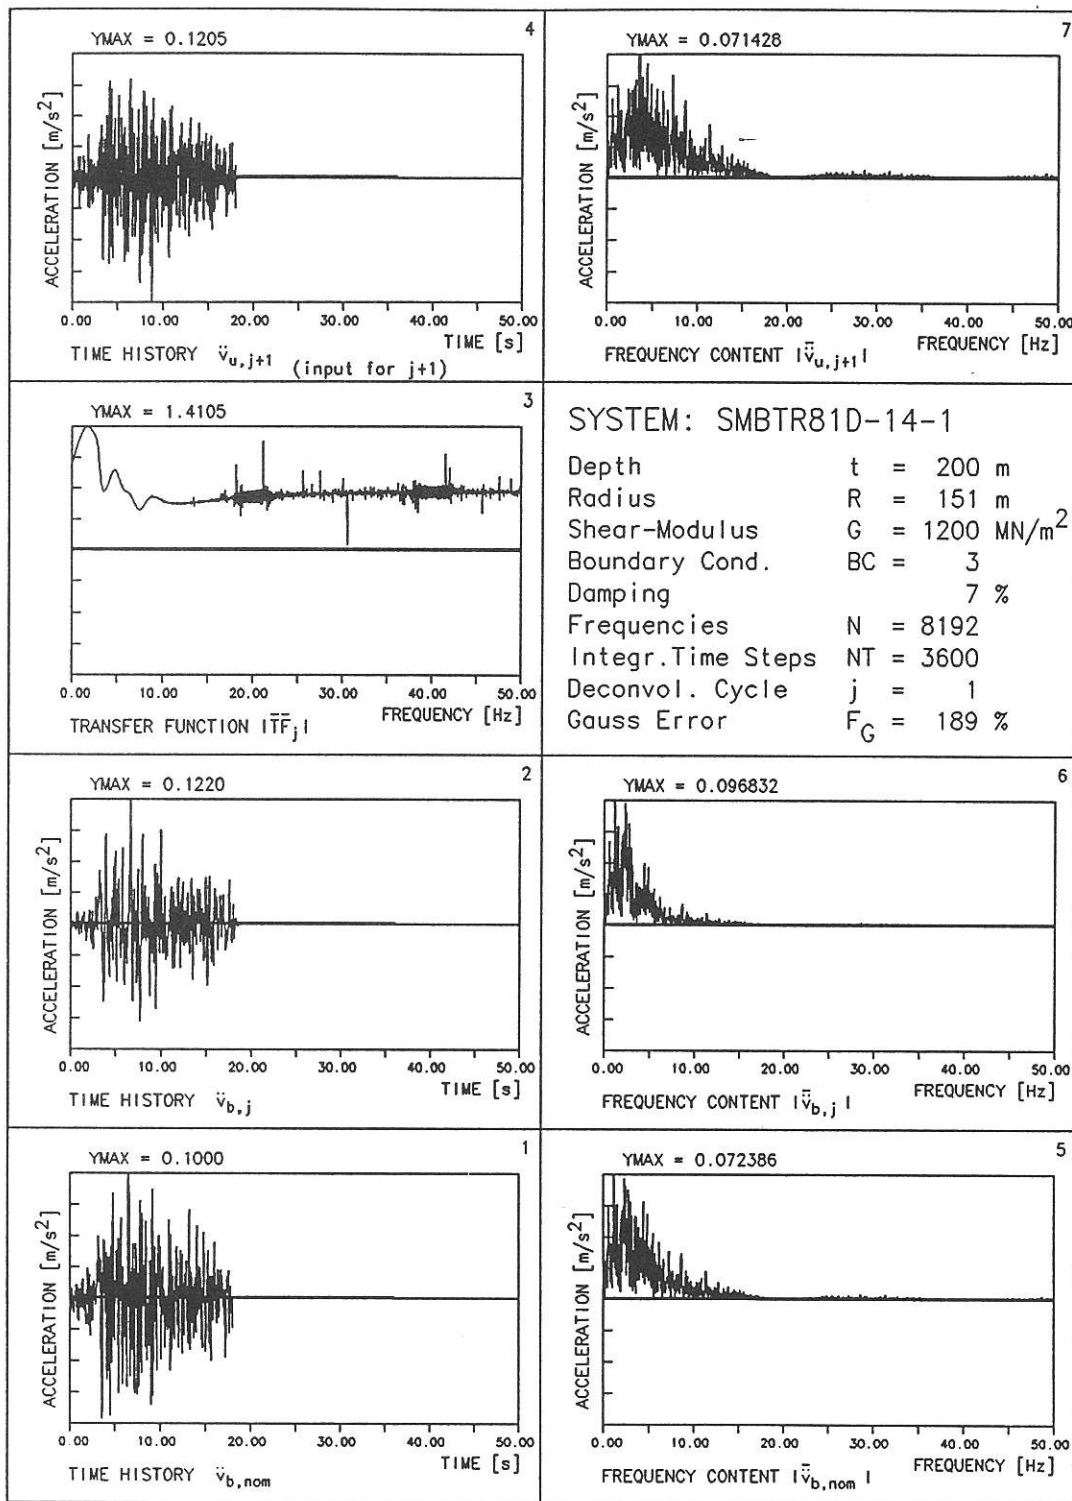 4
YMAX = 0.1205
ACCELERATION [m/s²]
0.00 10.00 20.00 30.00 40.00 50.00
TIME [s]
TIME HISTORY v̈u,j+1 (input for j+1)
7
YMAX = 0.071428
ACCELERATION [m/s²]
0.00 10.00 20.00 30.00 40.00 50.00
FREQUENCY [Hz]
FREQUENCY CONTENT |v̈̄u,j+1|
3
YMAX = 1.4105
0.00 10.00 20.00 30.00 40.00 50.00
FREQUENCY [Hz]
TRANSFER FUNCTION |T̄F̄j|
SYSTEM: SMBTR81D-14-1
Depth t = 200 m
Radius R = 151 m
Shear-Modulus G = 1200 MN/m²
Boundary Cond. BC = 3
Damping 7 %
Frequencies N = 8192
Integr.Time Steps NT = 3600
Deconvol. Cycle j = 1
Gauss Error FG = 189 %
2
YMAX = 0.1220
ACCELERATION [m/s²]
0.00 10.00 20.00 30.00 40.00 50.00
TIME [s]
TIME HISTORY v̈b,j
6
YMAX = 0.096832
ACCELERATION [m/s²]
0.00 10.00 20.00 30.00 40.00 50.00
FREQUENCY [Hz]
FREQUENCY CONTENT |v̈̄b,j|
1
YMAX = 0.1000
ACCELERATION [m/s²]
0.00 10.00 20.00 30.00 40.00 50.00
TIME [s]
TIME HISTORY v̈b,nom
5
YMAX = 0.072386
ACCELERATION [m/s²]
0.00 10.00 20.00 30.00 40.00 50.00
FREQUENCY [Hz]
FREQUENCY CONTENT |v̈̄b,nom|